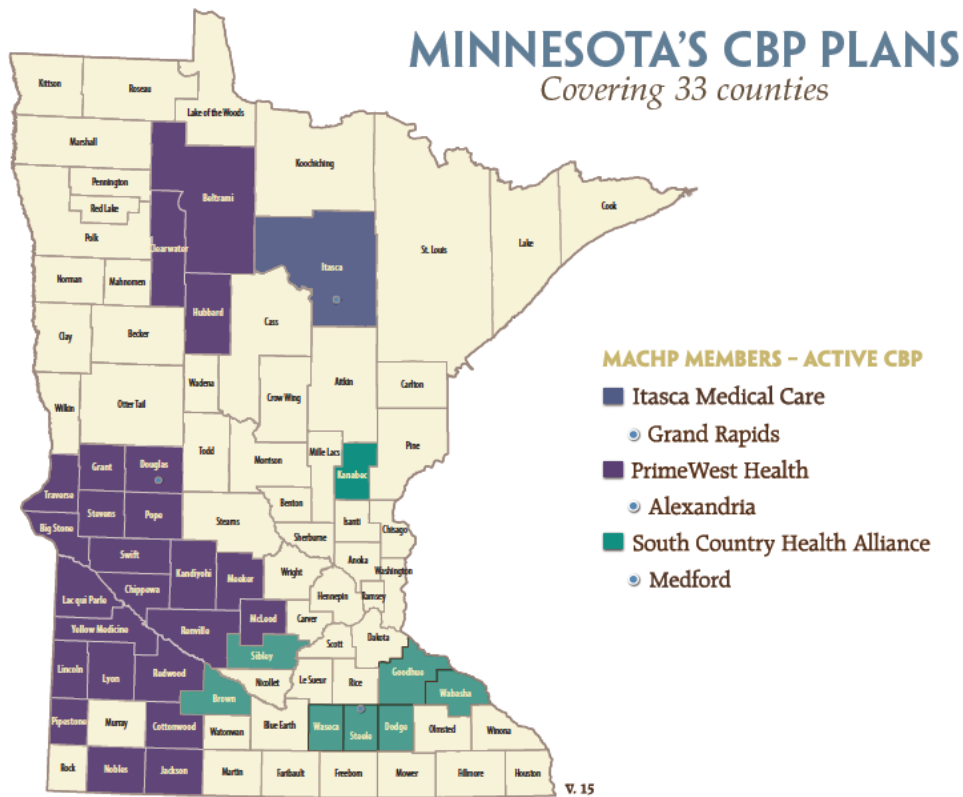 MINNESOTA'S CBP PLANS
Covering 33 counties
Kittson
Roseau
Lake of the Woods
Marshall
Koochiching
Pennington
Beltrami
Red Lake
Cook
Polk
Clearwater
St. Louis
Lake
Itasca
Norman
Mahnomen
Hubbard
Cass
Clay
Becker
MACHP MEMBERS – ACTIVE CBP
Wadena
Aitkin
Carlton
Itasca Medical Care
Wilkin
Otter Tail
Crow Wing
Grand Rapids
Todd
Morrison
Mille Lacs
Pine
PrimeWest Health
Grant
Douglas
Kanabec
Traverse
Alexandria
Stevens
Pope
Benton
Big Stone
Stearns
Isanti
Chisago
Sherburne
South Country Health Alliance
Swift
Anoka
Kandiyohi
Meeker
Wright
Washington
Medford
Chippewa
Hennepin
Ramsey
Lac qui Parle
McLeod
Carver
Yellow Medicine
Renville
Scott
Dakota
Sibley
Lincoln
Lyon
Redwood
Nicollet
Le Sueur
Rice
Goodhue
Wabasha
Brown
Pipestone
Murray
Cottonwood
Watonwan
Blue Earth
Waseca
Steele
Dodge
Olmsted
Winona
Rock
Nobles
Jackson
Martin
Faribault
Freeborn
Mower
Fillmore
Houston
V. 15